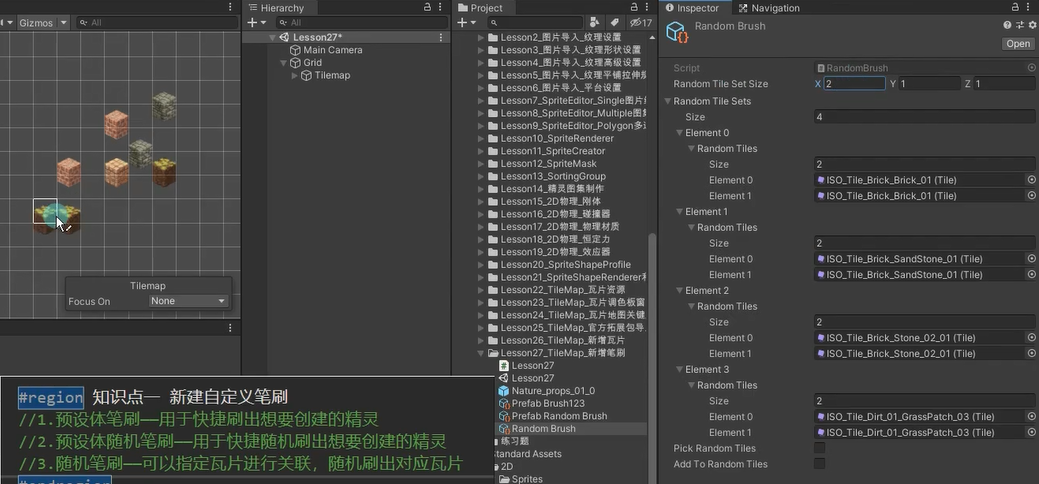 Gizmos
All
Tilemap
Focus On
None
Hierarchy
All
Lesson27*
Main Camera
Grid
Tilemap
Project
17
Lesson2_图片导入_纹理设置
Lesson3_图片导入_纹理形状设置
Lesson4_图片导入_纹理高级设置
Lesson5_图片导入_纹理平铺拉伸
Lesson6_图片导入_平台设置
Lesson7_SpriteEditor_Single图片
Lesson8_SpriteEditor_Multiple图集
Lesson9_SpriteEditor_Polygon多
Lesson10_SpriteRenderer
Lesson11_SpriteCreator
Lesson12_SpriteMask
Lesson13_SortingGroup
Lesson14_精灵图集制作
Lesson15_2D物理_刚体
Lesson16_2D物理_碰撞器
Lesson17_2D物理_物理材质
Lesson18_2D物理_恒定力
Lesson19_2D物理_效应器
Lesson20_SpriteShapeProfile
Lesson21_SpriteShapeRenderer
Lesson22_TileMap_瓦片资源
Lesson23_TileMap_瓦片调色板窗
Lesson24_TileMap_瓦片地图关键
Lesson25_TileMap_官方拓展包导
Lesson26_TileMap_新增瓦片
Lesson27_TileMap_新增笔刷
Lesson27
Lesson27
Nature_props_01_0
Prefab Brush123
Prefab Random Brush
Random Brush
练习题
Standard Assets
2D
Sprites
Inspector
Navigation
Random Brush
Open
Script
RandomBrush
Random Tile Set Size
X 2 Y 1 Z 1
Random Tile Sets
Size 4
Element 0
Random Tiles
Size 2
Element 0 ISO_Tile_Brick_Brick_01 (Tile)
Element 1 ISO_Tile_Brick_Brick_01 (Tile)
Element 1
Random Tiles
Size 2
Element 0 ISO_Tile_Brick_SandStone_01 (Tile)
Element 1 ISO_Tile_Brick_SandStone_01 (Tile)
Element 2
Random Tiles
Size 2
Element 0 ISO_Tile_Brick_Stone_02_01 (Tile)
Element 1 ISO_Tile_Brick_Stone_02_01 (Tile)
Element 3
Random Tiles
Size 2
Element 0 ISO_Tile_Dirt_01_GrassPatch_03 (Tile)
Element 1 ISO_Tile_Dirt_01_GrassPatch_03 (Tile)
Pick Random Tiles
Add To Random Tiles
#region 知识点一 新建自定义笔刷
//1.预设体笔刷—用于快捷刷出想要创建的精灵
//2.预设体随机笔刷—用于快捷随机刷出想要创建的精灵
//3.随机笔刷—可以指定瓦片进行关联，随机刷出对应瓦片
#endregion